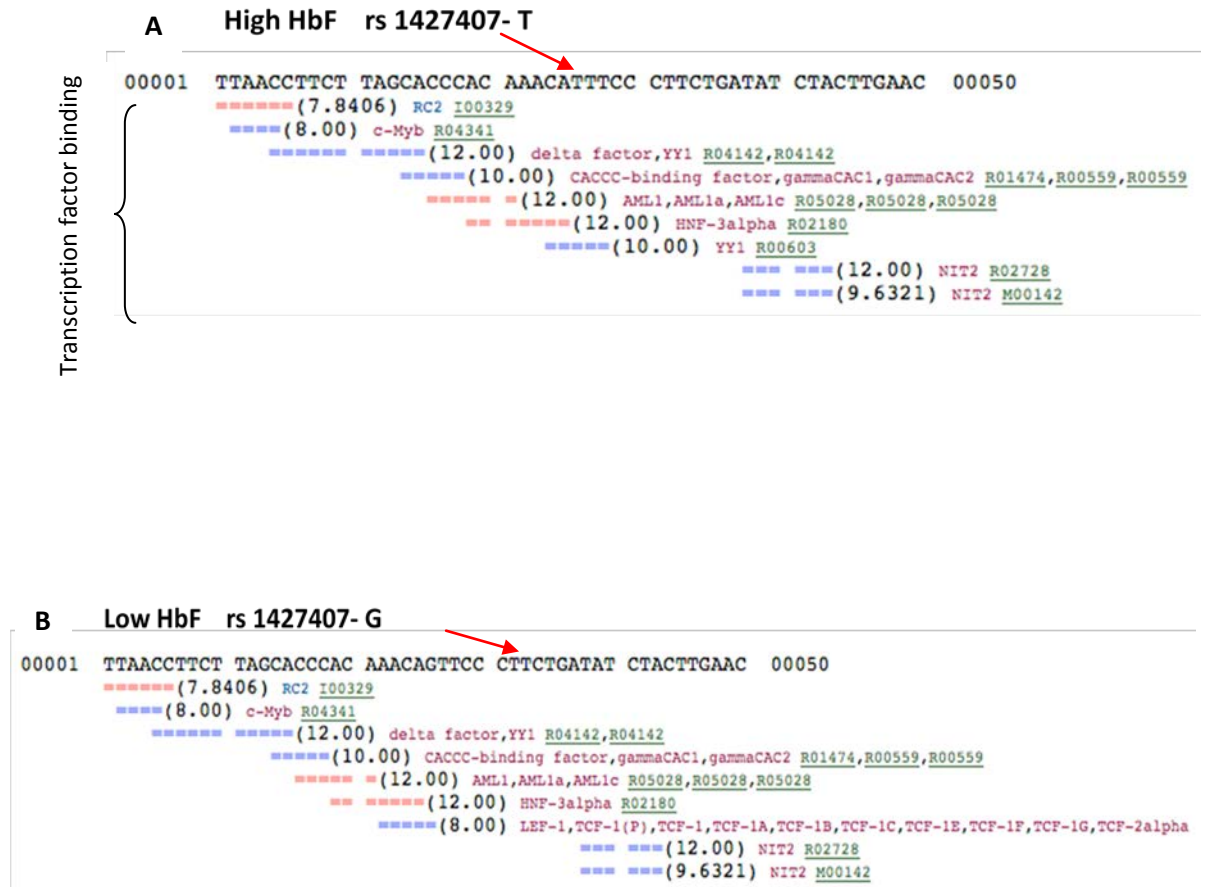 A High HbF rs 1427407- T
Transcription factor binding
00001 TTAACCTTCT TAGCACCCAC AAACATTTCC CTTCTGATAT CTACTTGAAC 00050
(7.8406) RC2 I00329
(8.00) c-Myb R04341
(12.00) delta factor,YY1 R04142,R04142
(10.00) CACCC-binding factor,gammaCAC1,gammaCAC2 R01474,R00559,R00559
(12.00) AML1,AML1a,AML1c R05028,R05028,R05028
(12.00) HNF-3alpha R02180
(10.00) YY1 R00603
(12.00) NIT2 R02728
(9.6321) NIT2 M00142
B Low HbF rs 1427407- G
00001 TTAACCTTCT TAGCACCCAC AAACAGTTCC CTTCTGATAT CTACTTGAAC 00050
(7.8406) RC2 I00329
(8.00) c-Myb R04341
(12.00) delta factor,YY1 R04142,R04142
(10.00) CACCC-binding factor,gammaCAC1,gammaCAC2 R01474,R00559,R00559
(12.00) AML1,AML1a,AML1c R05028,R05028,R05028
(12.00) HNF-3alpha R02180
(8.00) LEF-1,TCF-1(P),TCF-1,TCF-1A,TCF-1B,TCF-1C,TCF-1E,TCF-1F,TCF-1G,TCF-2alpha
(12.00) NIT2 R02728
(9.6321) NIT2 M00142